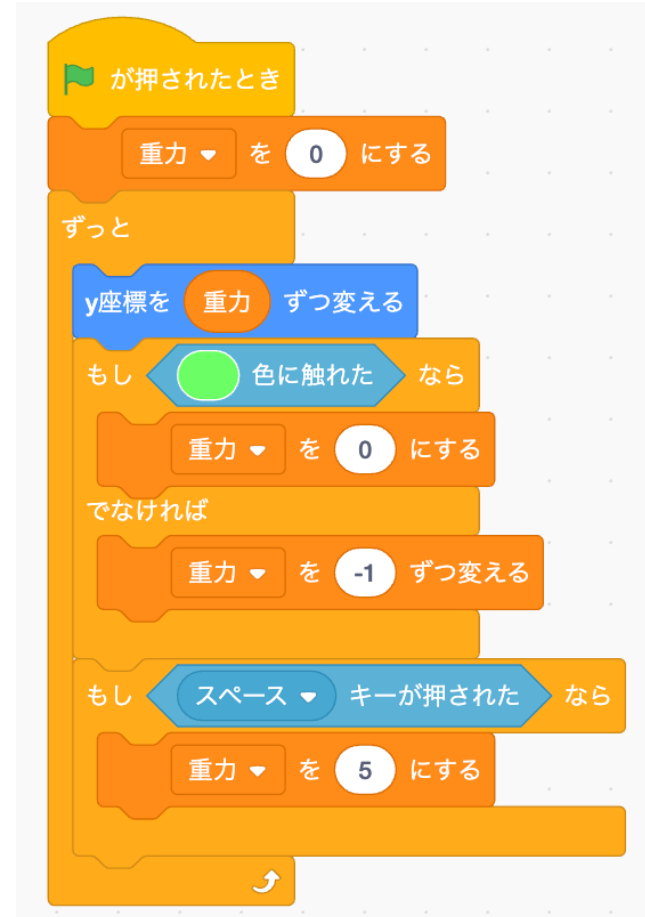 が押されたとき
重力 を 0 にする
ずっと
y座標を 重力 ずつ変える
もし 色に触れた なら
重力 を 0 にする
でなければ
重力 を -1 ずつ変える
もし スペース キーが押された なら
重力 を 5 にする